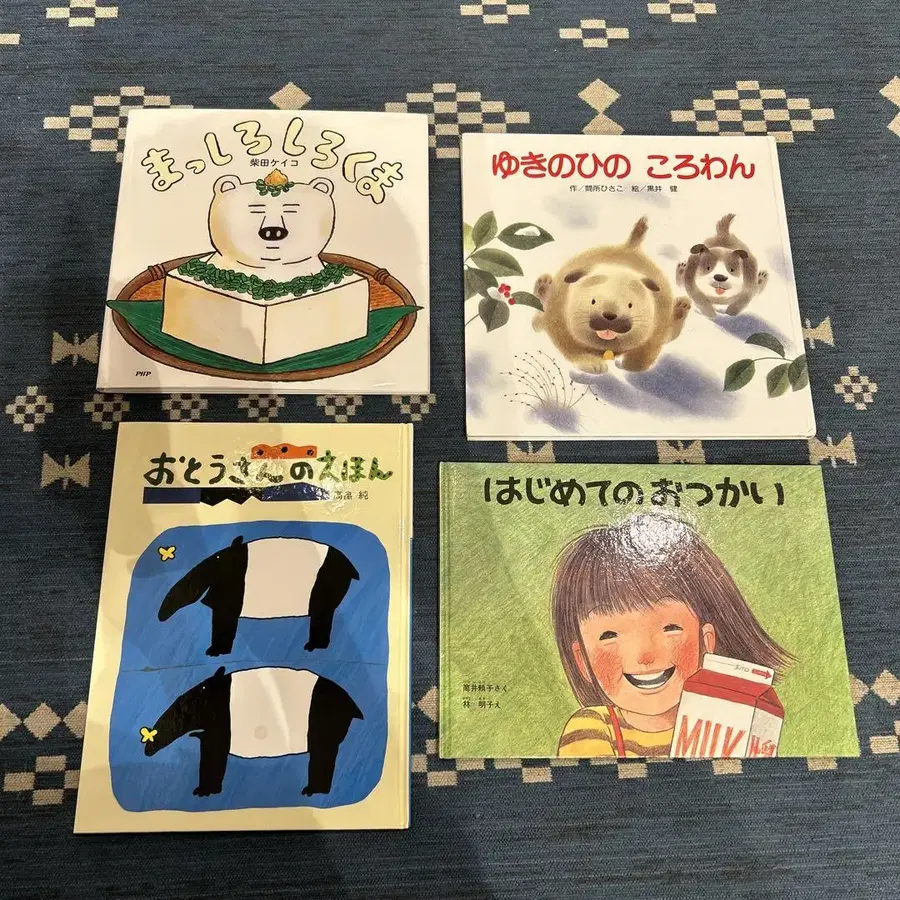 まっしろしろくま
柴田ケイコ
PHP
ゆきのひの ころわん
作／間所ひさこ 絵／黒井 健
おとうさんのえほん
高畠 純
はじめてのおつかい
筒井頼子さく
林 明子え
MILK